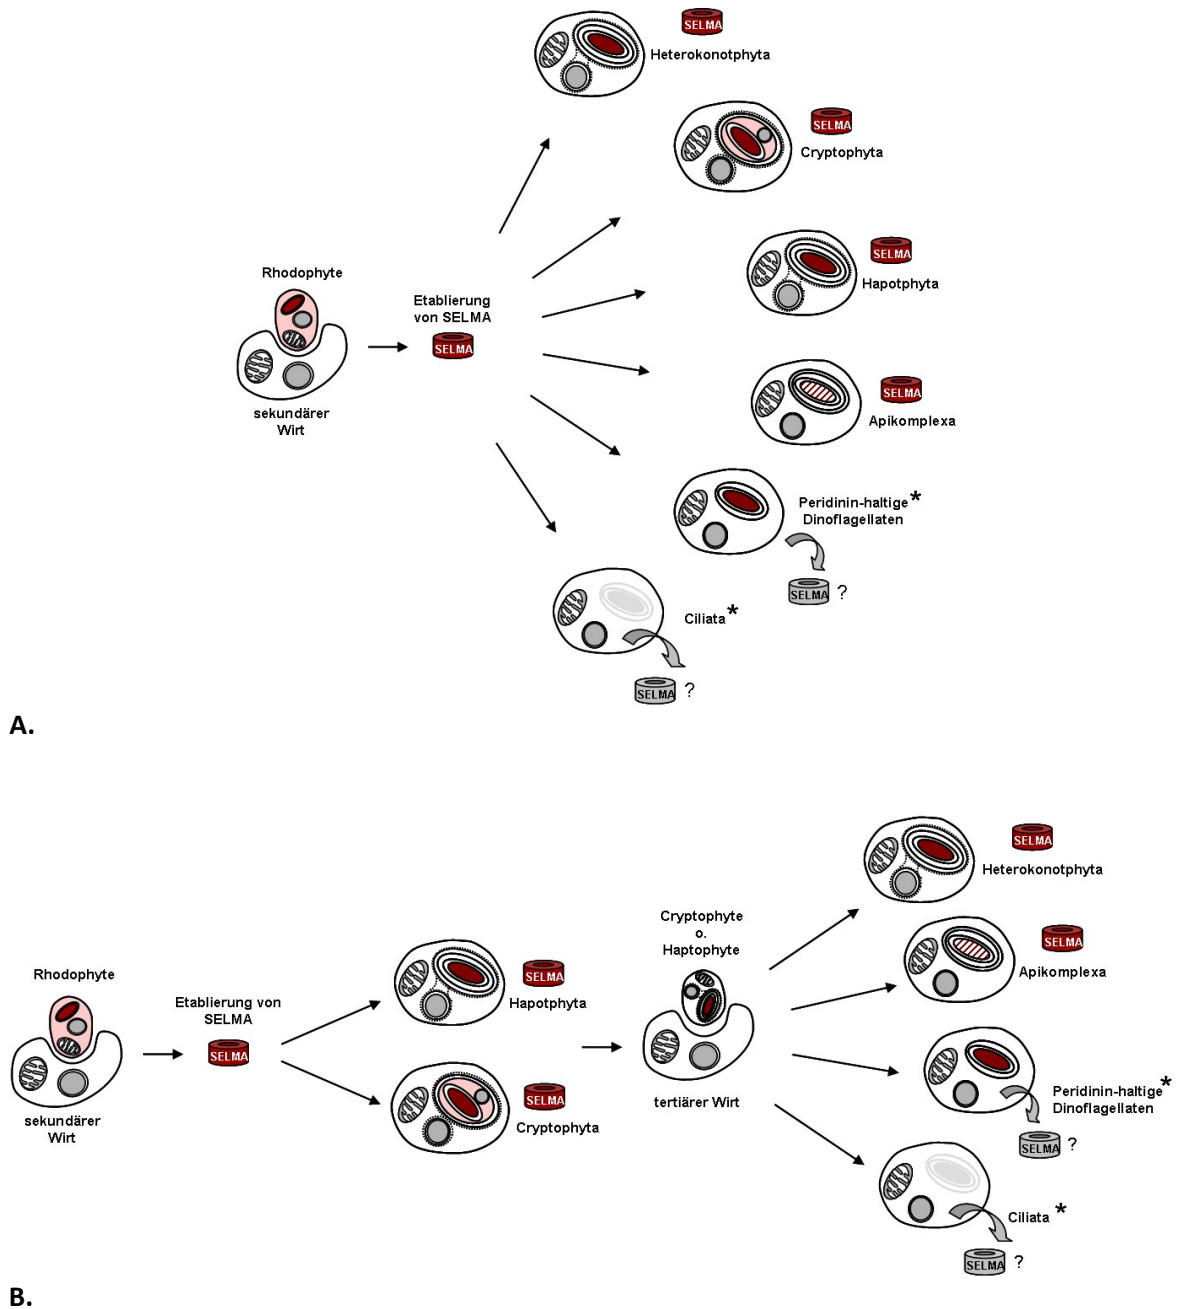 SELMA
Heterokonotphyta
SELMA
Cryptophyta
SELMA
Hapotphyta
Rhodophyte
Etablierung
von SELMA
SELMA
sekundärer
Wirt
SELMA
Apikomplexa
Peridinin-haltige*
Dinoflagellaten
SELMA ?
Ciliata*
SELMA ?
A.
SELMA
Heterokonotphyta
Cryptophyte
o.
Haptophyte
SELMA
Apikomplexa
Rhodophyte
Etablierung von
SELMA
SELMA
SELMA
Hapotphyta
SELMA
Cryptophyta
sekundärer
Wirt
tertiärer Wirt
Peridinin-haltige*
Dinoflagellaten
SELMA ?
Ciliata *
SELMA ?
B.